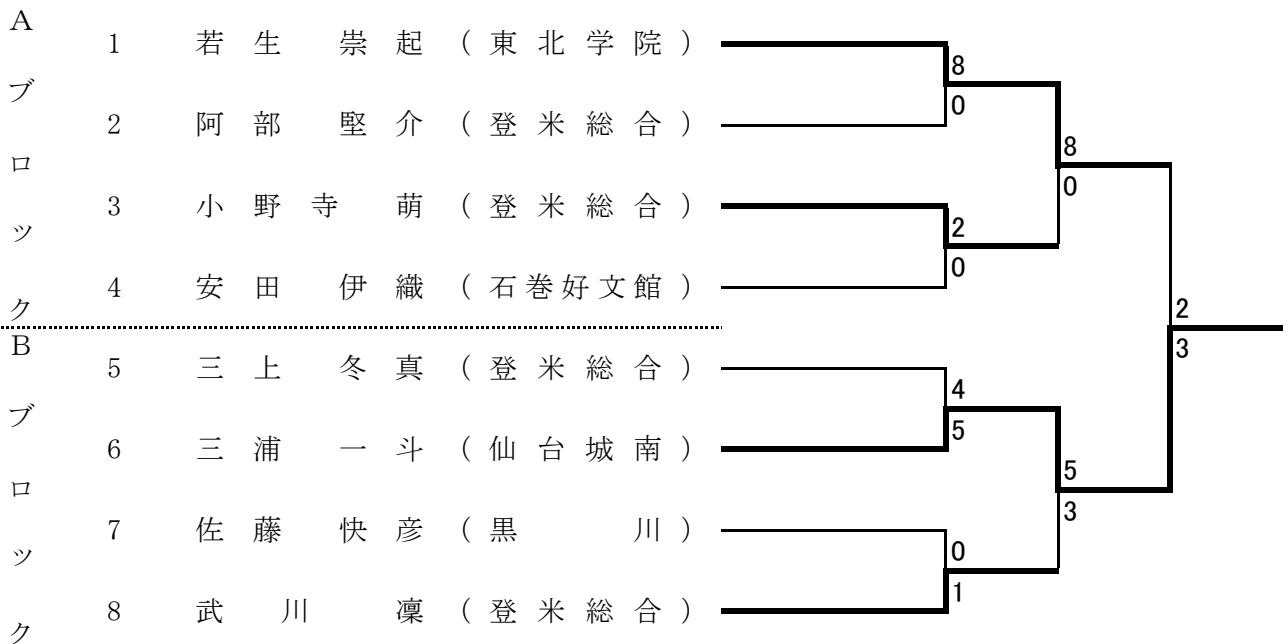 Aブロック
1 若生 崇起 (東北学院)
8
2 阿部 堅介 (登米総合)
0
8
0
3 小野寺 萌 (登米総合)
2
4 安田 伊織 (石巻好文館)
0
2
3
Bブロック
5 三上 冬真 (登米総合)
4
6 三浦 一斗 (仙台城南)
5
5
3
7 佐藤 快彦 (黒川)
0
8 武川 凜 (登米総合)
1